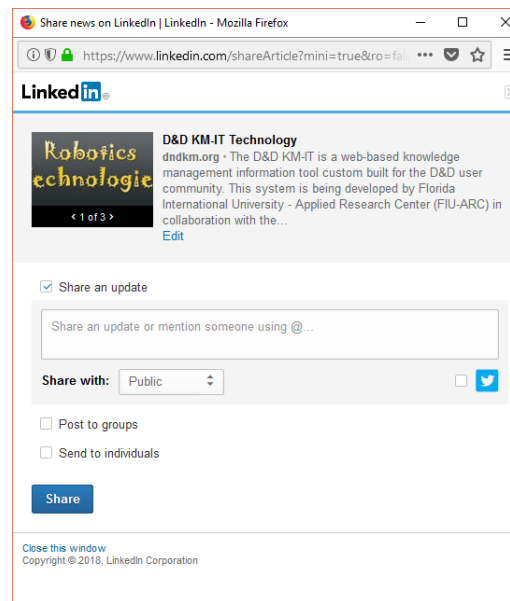 Share news on LinkedIn | LinkedIn - Mozilla Firefox
https://www.linkedin.com/shareArticle?mini=true&ro=fal
Linked in ®
Robotics
echnologie
< 1 of 3 >
D&D KM-IT Technology
dndkm.org • The D&D KM-IT is a web-based knowledge
management information tool custom built for the D&D user
community. This system is being developed by Florida
International University - Applied Research Center (FIU-ARC) in
collaboration with the...
Edit
Share an update
Share an update or mention someone using @...
Share with: Public
Post to groups
Send to individuals
Share
Close this window
Copyright © 2018, LinkedIn Corporation